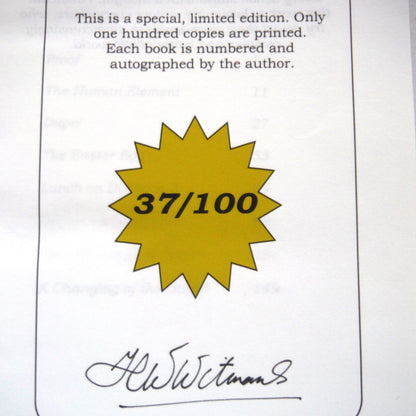 This is a special, limited edition. Only
one hundred copies are printed.
Each book is numbered and
autographed by the author.
The Human Element 11
27
37/100